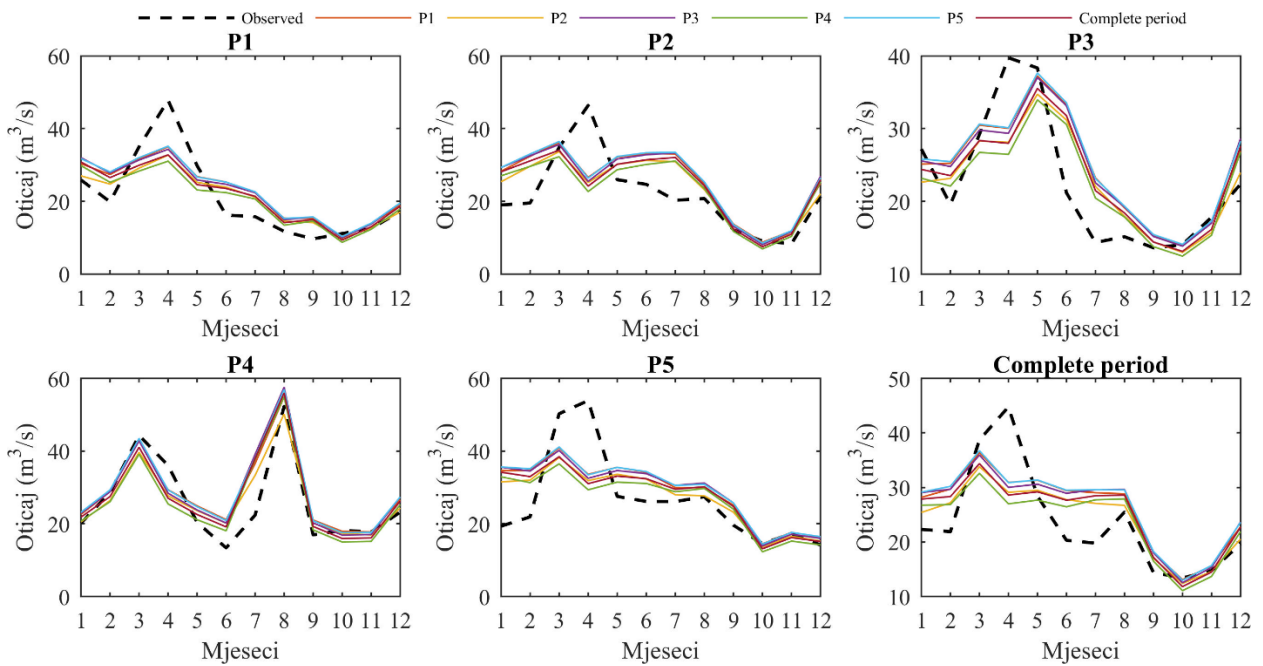 Observed P1 P2 P3 P4 P5 Complete period
P1 P2 P3
60 60 40
Oticaj (m³/s) Oticaj (m³/s) Oticaj (m³/s)
40 40 30
20 20 20
0 0 10
1 2 3 4 5 6 7 8 9 10 11 12 1 2 3 4 5 6 7 8 9 10 11 12 1 2 3 4 5 6 7 8 9 10 11 12
Mjeseci Mjeseci Mjeseci
P4 P5 Complete period
60 60 50
Oticaj (m³/s) Oticaj (m³/s) Oticaj (m³/s)
40 40 40
30
20 20 20
0 0 10
1 2 3 4 5 6 7 8 9 10 11 12 1 2 3 4 5 6 7 8 9 10 11 12 1 2 3 4 5 6 7 8 9 10 11 12
Mjeseci Mjeseci Mjeseci